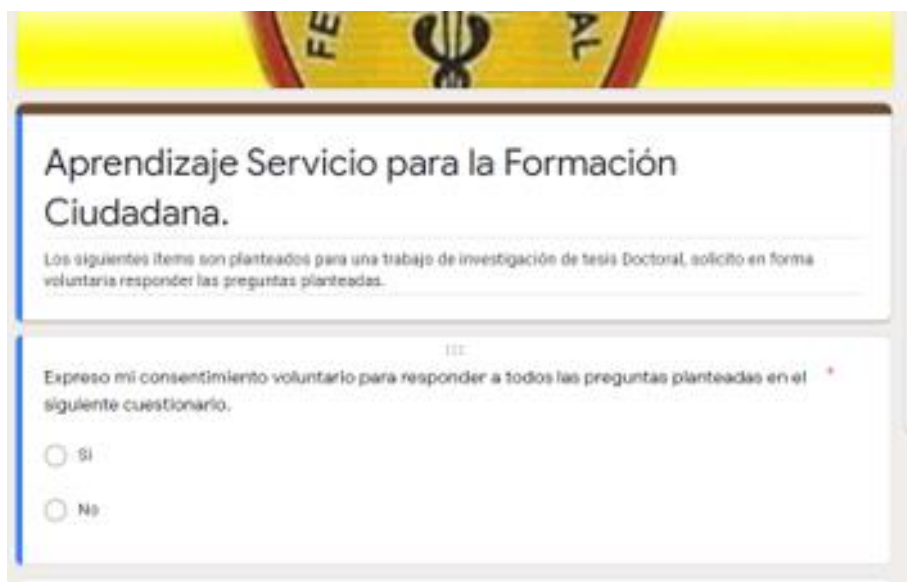 FE
AL
Aprendizaje Servicio para la Formación
Ciudadana.
Los siguientes items son planteados para una trabajo de investigación de tesis Doctoral, solicito en forma
voluntaria responder las preguntas planteadas.
Expreso mi consentimiento voluntario para responder a todos las preguntas planteadas en el *
siguiente cuestionario.
Si
No